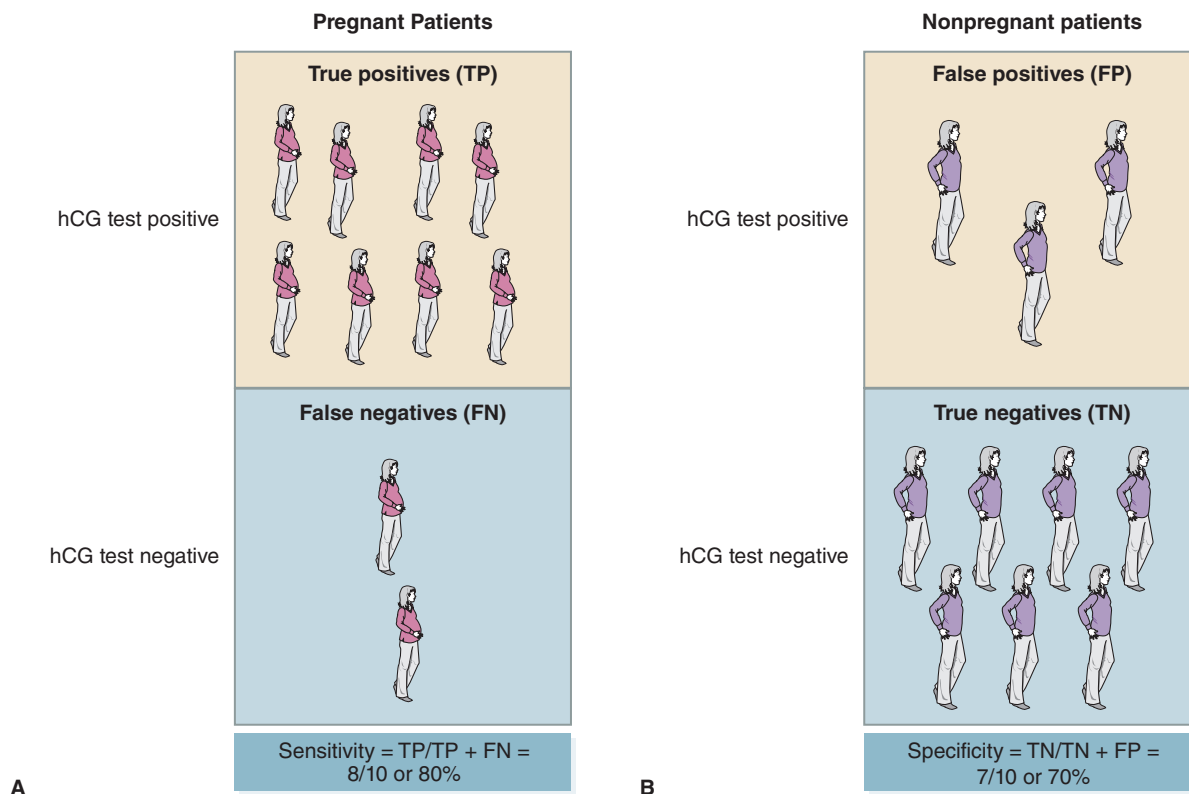 Pregnant Patients
True positives (TP)
hCG test positive
False negatives (FN)
hCG test negative
Sensitivity = TP/TP + FN =
8/10 or 80%
A
Nonpregnant patients
False positives (FP)
hCG test positive
True negatives (TN)
hCG test negative
Specificity = TN/TN + FP =
7/10 or 70%
B